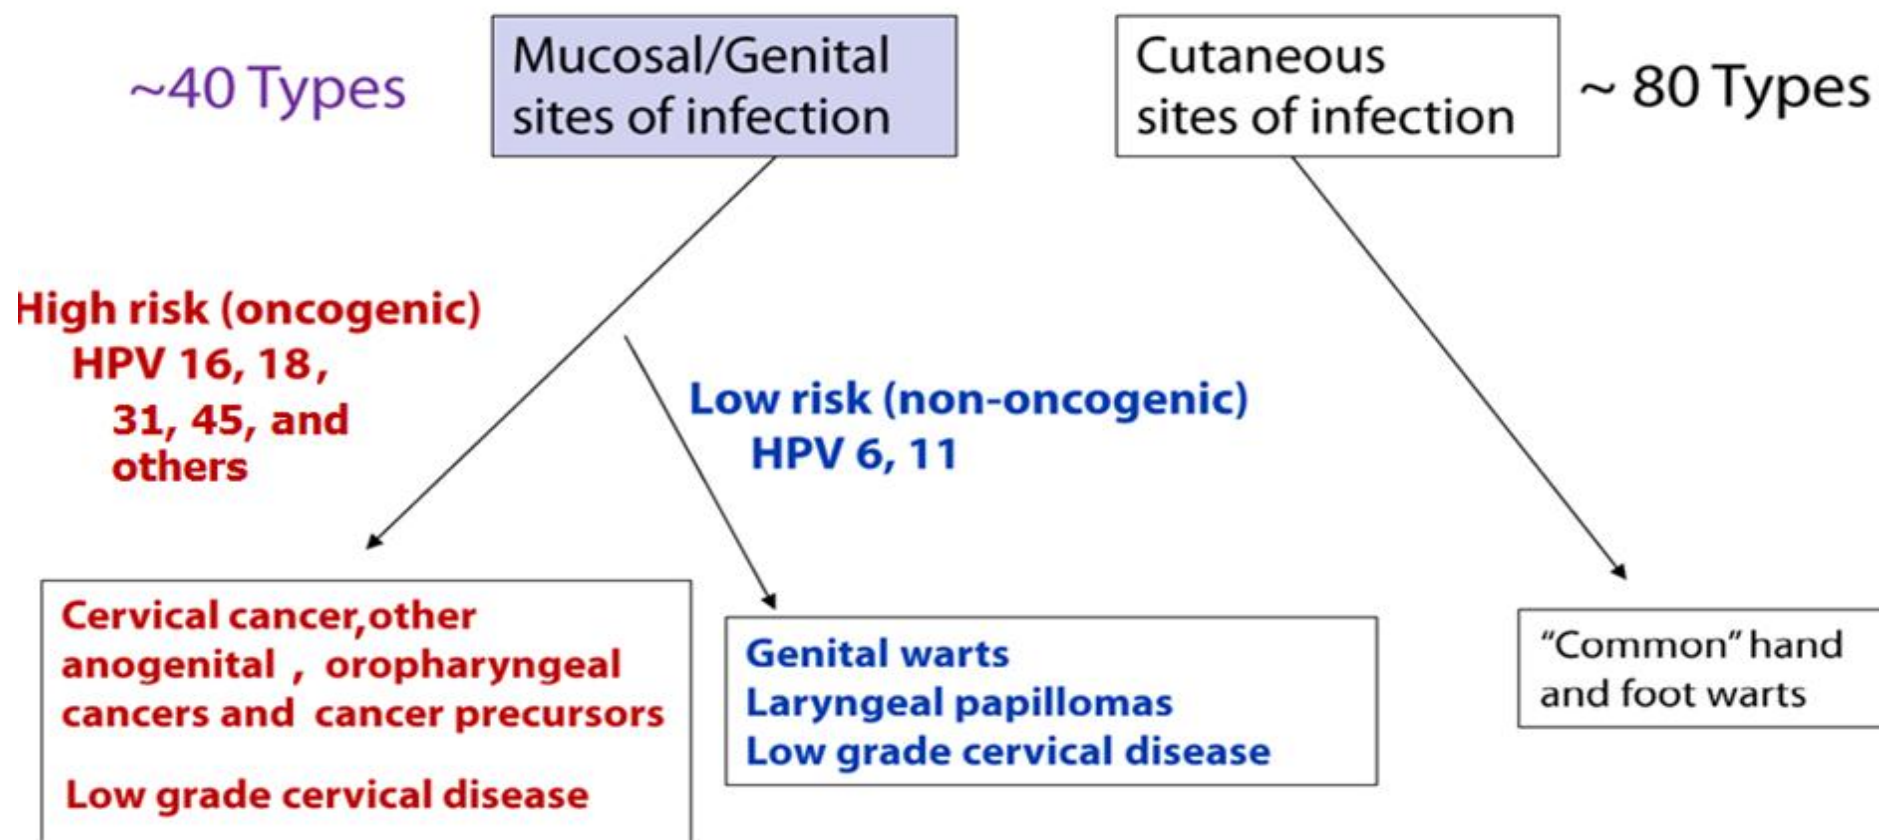 ~40 Types
Mucosal/Genital
sites of infection
Cutaneous
sites of infection
~ 80 Types
High risk (oncogenic)
HPV 16, 18,
31, 45, and
others
Low risk (non-oncogenic)
HPV 6, 11
Cervical cancer,other
anogenital , oropharyngeal
cancers and cancer precursors
Low grade cervical disease
Genital warts
Laryngeal papillomas
Low grade cervical disease
“Common” hand
and foot warts